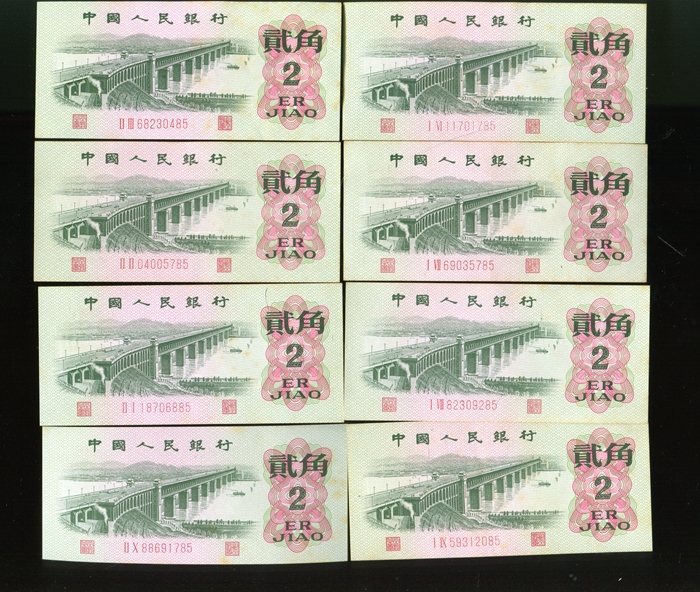 中國人民銀行
貳角
2
ER
JIAO
II III 68230485
中國人民銀行
貳角
2
ER
JIAO
I VI 11701785
中國人民銀行
貳角
2
ER
JIAO
II II 04005785
中國人民銀行
貳角
2
ER
JIAO
I VII 69035785
中國人民銀行
貳角
2
ER
JIAO
II I 18706885
中國人民銀行
貳角
2
ER
JIAO
I VIII 82309285
中國人民銀行
貳角
2
ER
JIAO
II X 88691785
中國人民銀行
貳角
2
ER
JIAO
I IX 59312085